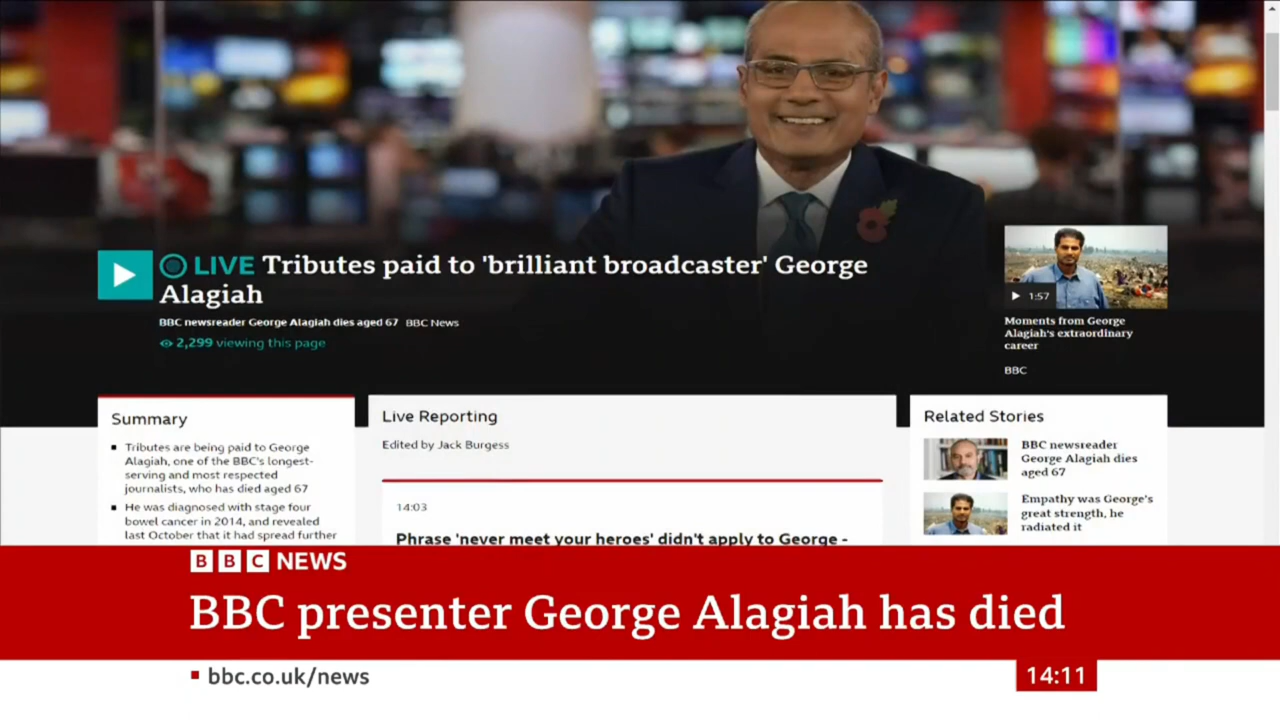 LIVE Tributes paid to 'brilliant broadcaster' George
Alagiah
BBC newsreader George Alagiah dies aged 67 BBC News
2,299 viewing this page
1:57
Moments from George
Alagiah's extraordinary
career
BBC
Summary
Tributes are being paid to George
Alagiah, one of the BBC's longest-
serving and most respected
journalists, who has died aged 67
He was diagnosed with stage four
bowel cancer in 2014, and revealed
last October that it had spread further
Live Reporting
Edited by Jack Burgess
14:03
Phrase 'never meet your heroes' didn't apply to George -
Related Stories
BBC newsreader
George Alagiah dies
aged 67
Empathy was George's
great strength, he
radiated it
BBC NEWS
BBC presenter George Alagiah has died
bbc.co.uk/news
14:11